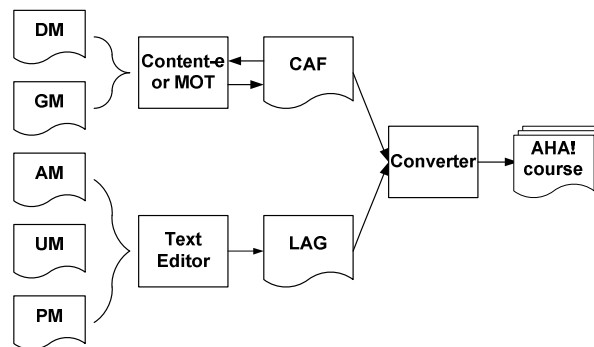 DM
GM
AM
UM
PM
Content-e
or MOT
CAF
Text
Editor
LAG
Converter
AHA!
course